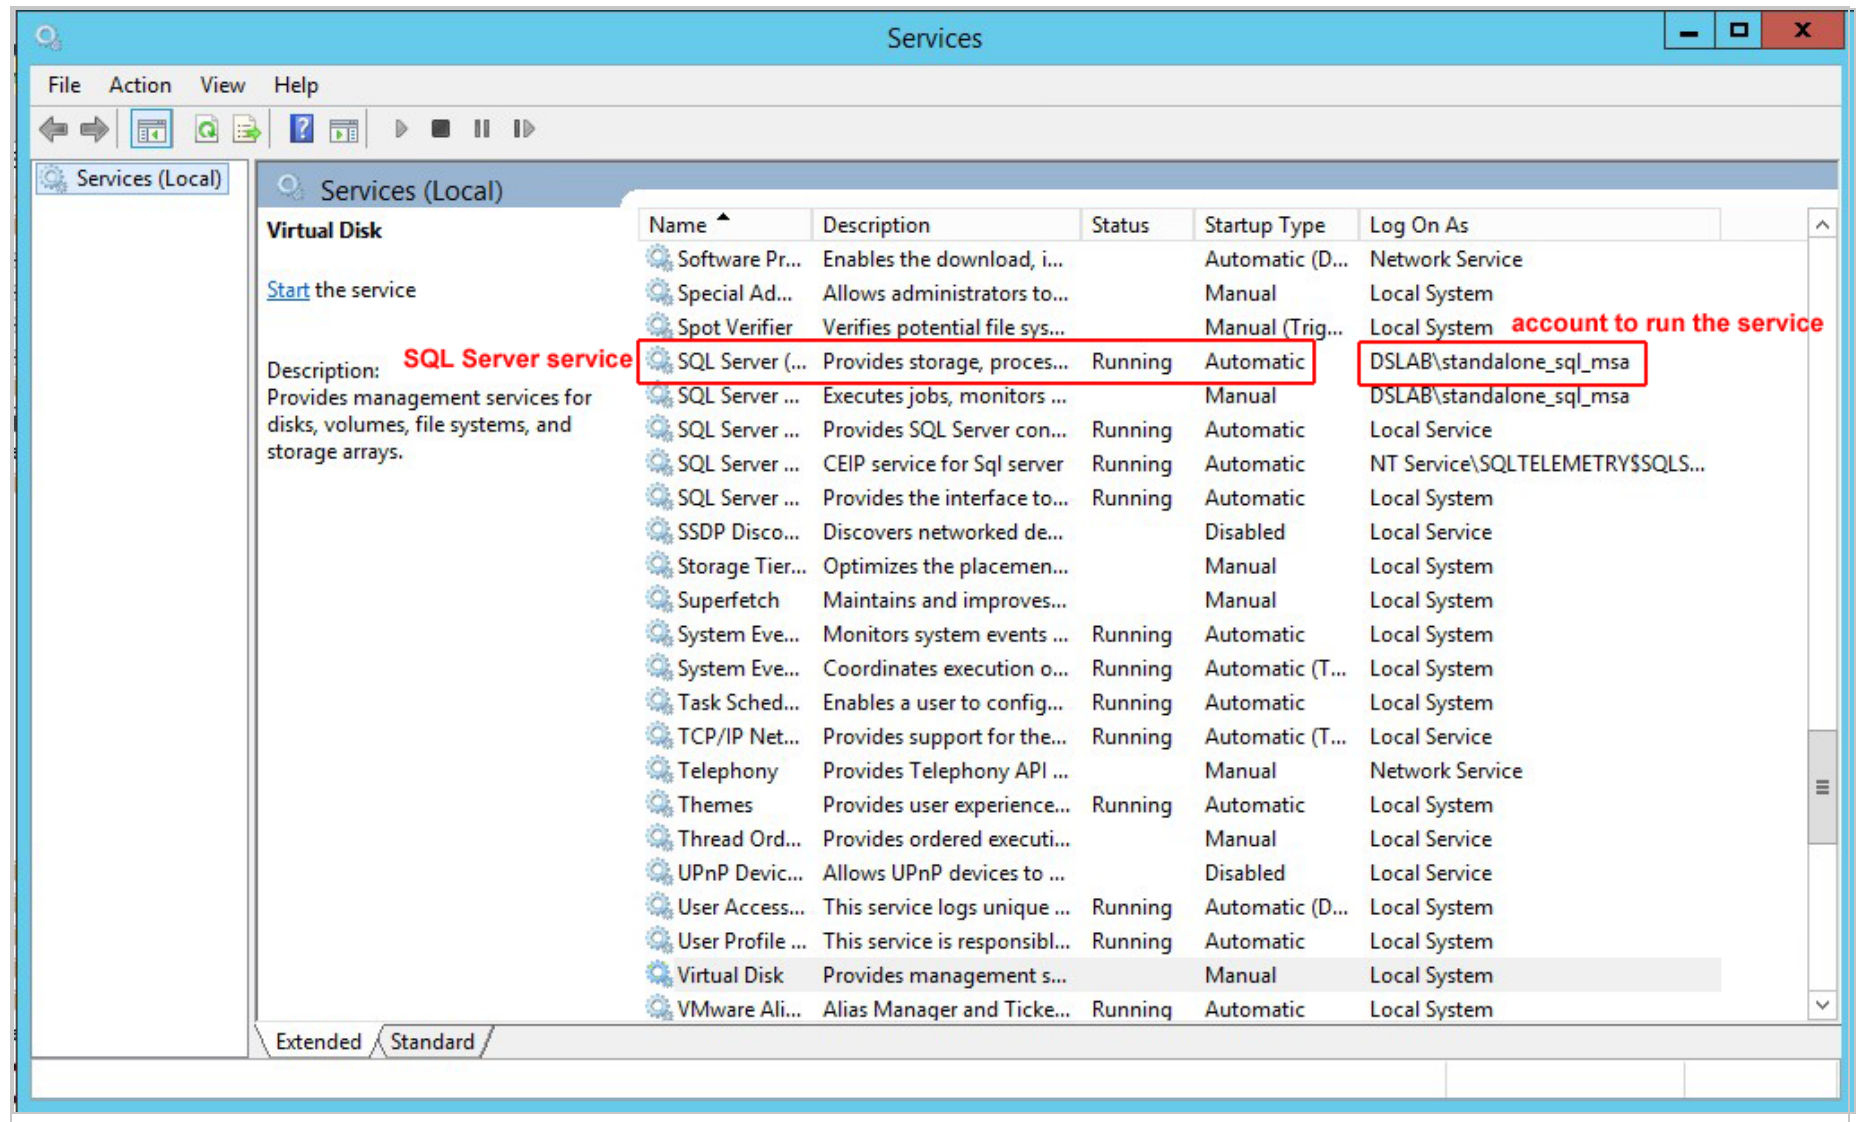 Services
File Action View Help
Services (Local)
Services (Local)
Virtual Disk
Start the service
Description:
Provides management services for
disks, volumes, file systems, and
storage arrays.
SQL Server service
account to run the service
Name Description Status Startup Type Log On As
Software Pr... Enables the download, i... Automatic (D... Network Service
Special Ad... Allows administrators to... Manual Local System
Spot Verifier Verifies potential file sys... Manual (Trig... Local System
SQL Server (... Provides storage, proces... Running Automatic DSLAB\standalone_sql_msa
SQL Server ... Executes jobs, monitors ... Manual DSLAB\standalone_sql_msa
SQL Server ... Provides SQL Server con... Running Automatic Local Service
SQL Server ... CEIP service for Sql server Running Automatic NT Service\SQLTELEMETRY$SQLS...
SQL Server ... Provides the interface to... Running Automatic Local System
SSDP Disco... Discovers networked de... Disabled Local Service
Storage Tier... Optimizes the placemen... Manual Local System
Superfetch Maintains and improves... Manual Local System
System Eve... Monitors system events ... Running Automatic Local System
System Eve... Coordinates execution o... Running Automatic (T... Local System
Task Sched... Enables a user to config... Running Automatic Local System
TCP/IP Net... Provides support for the... Running Automatic (T... Local Service
Telephony Provides Telephony API ... Manual Network Service
Themes Provides user experience... Running Automatic Local System
Thread Ord... Provides ordered executi... Manual Local Service
UPnP Devic... Allows UPnP devices to ... Disabled Local Service
User Access... This service logs unique ... Running Automatic (D... Local System
User Profile ... This service is responsibl... Running Automatic Local System
Virtual Disk Provides management s... Manual Local System
VMware Ali... Alias Manager and Ticke... Running Automatic Local System
Extended Standard